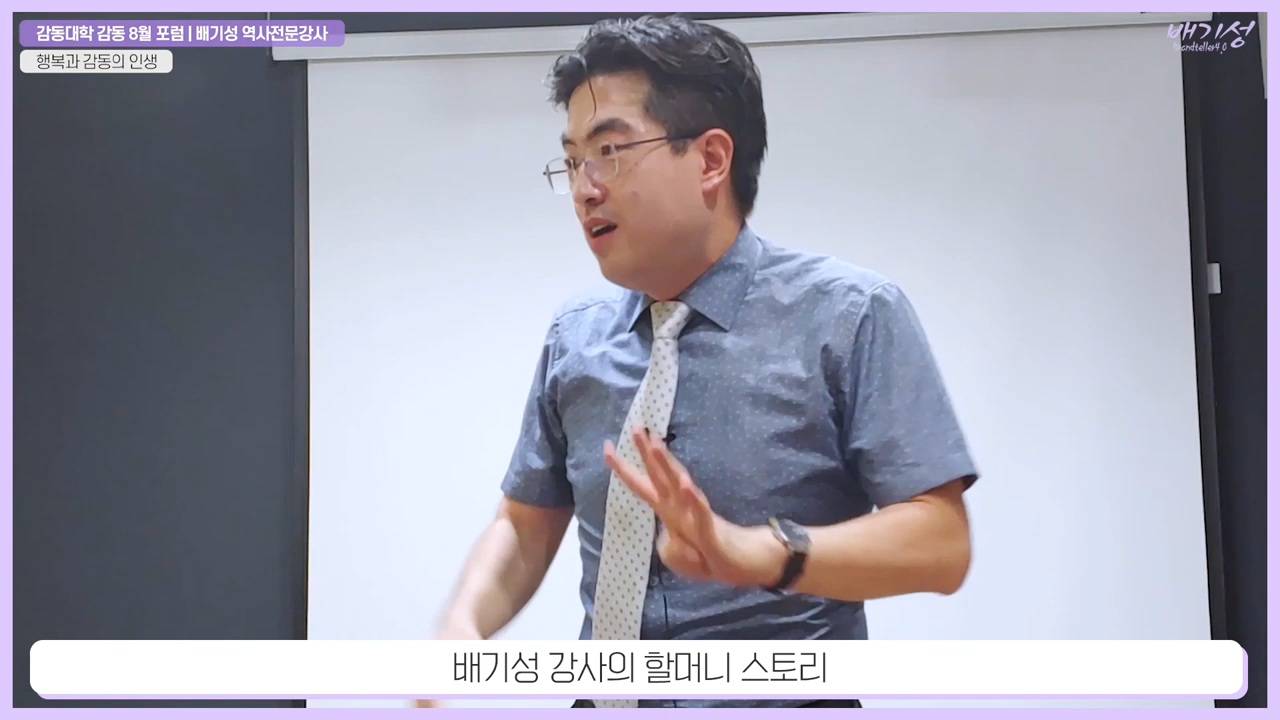 감동대학 감동 8월 포럼 | 배기성 역사전문강사
행복과 감동의 인생
배기성
Brandteller4.0
배기성 강사의 할머니 스토리